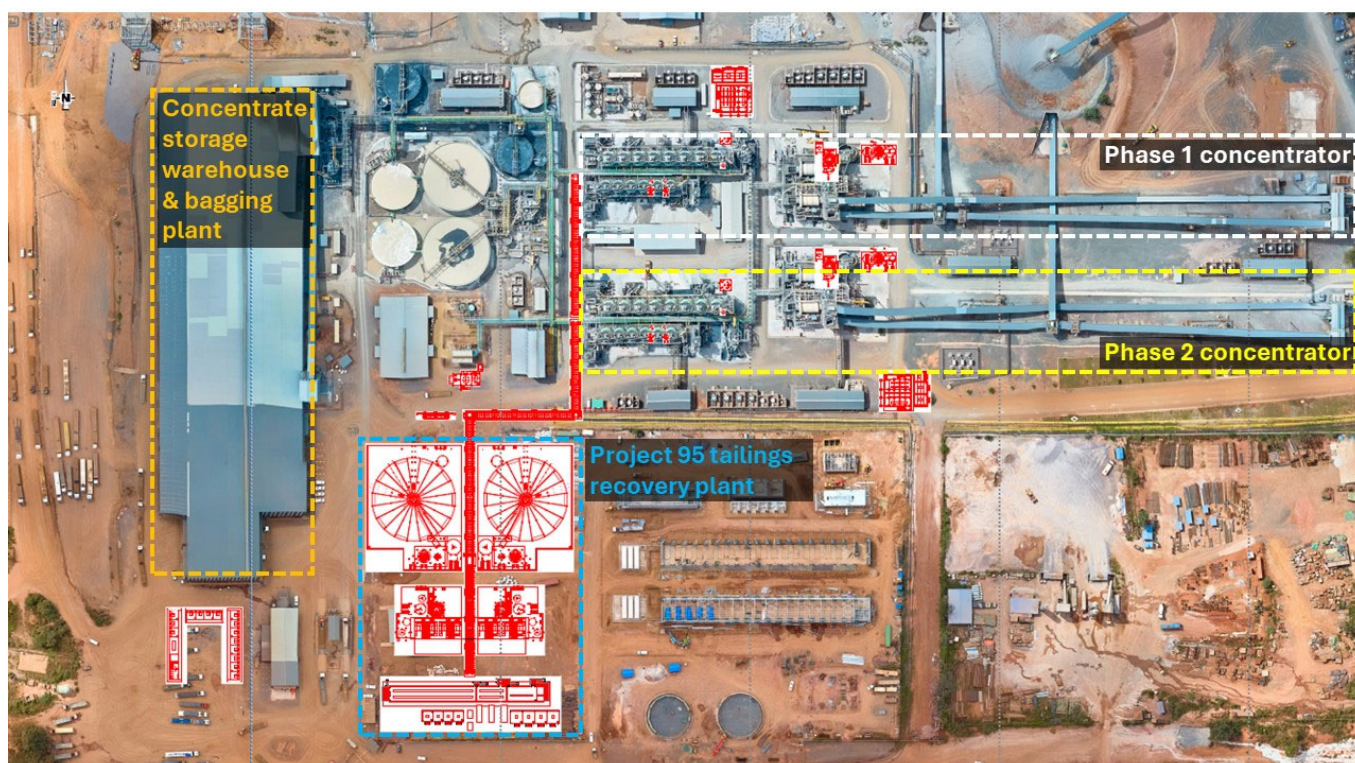 N
Concentrate
storage
warehouse
& bagging
plant
Phase 1 concentrator
Phase 2 concentrator
Project 95 tailings
recovery plant